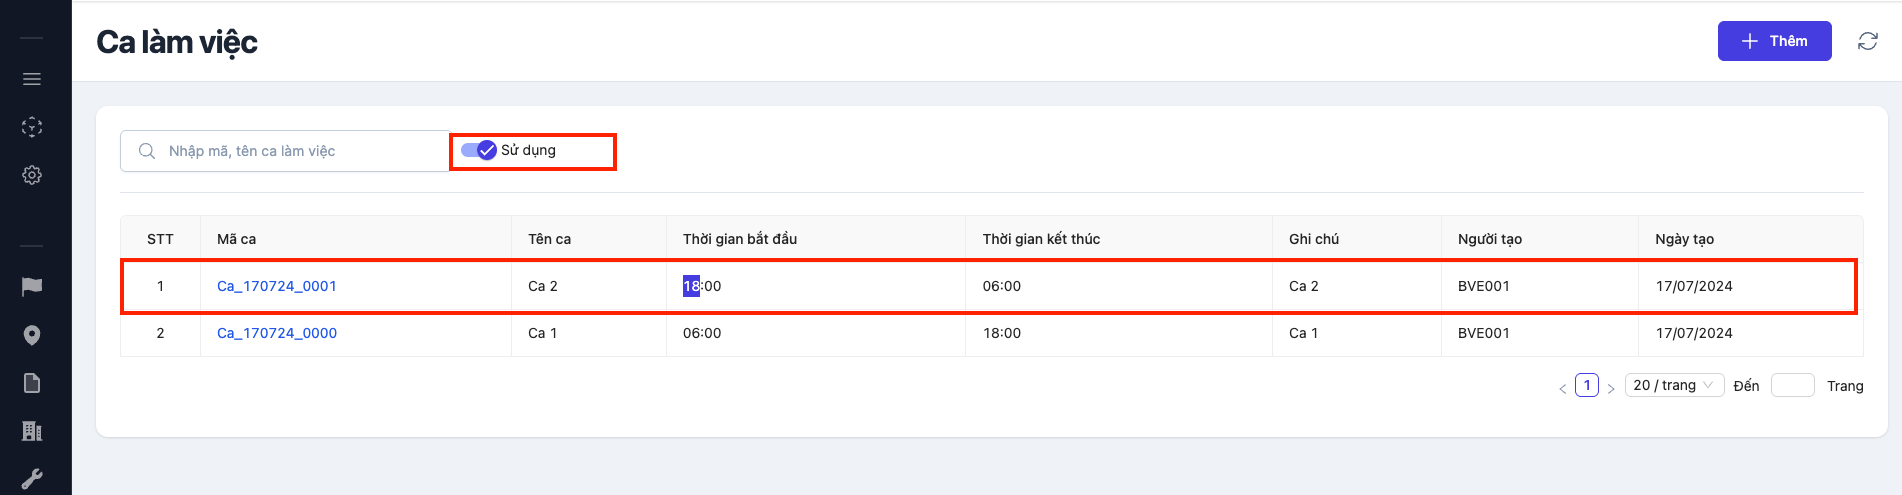 Ca làm việc
Thêm
Nhập mã, tên ca làm việc
Sử dụng
STT Mã ca Tên ca Thời gian bắt đầu Thời gian kết thúc Ghi chú Người tạo Ngày tạo
1 Ca_170724_0001 Ca 2 18:00 06:00 Ca 2 BVE001 17/07/2024
2 Ca_170724_0000 Ca 1 06:00 18:00 Ca 1 BVE001 17/07/2024
1 20 / trang Đến Trang